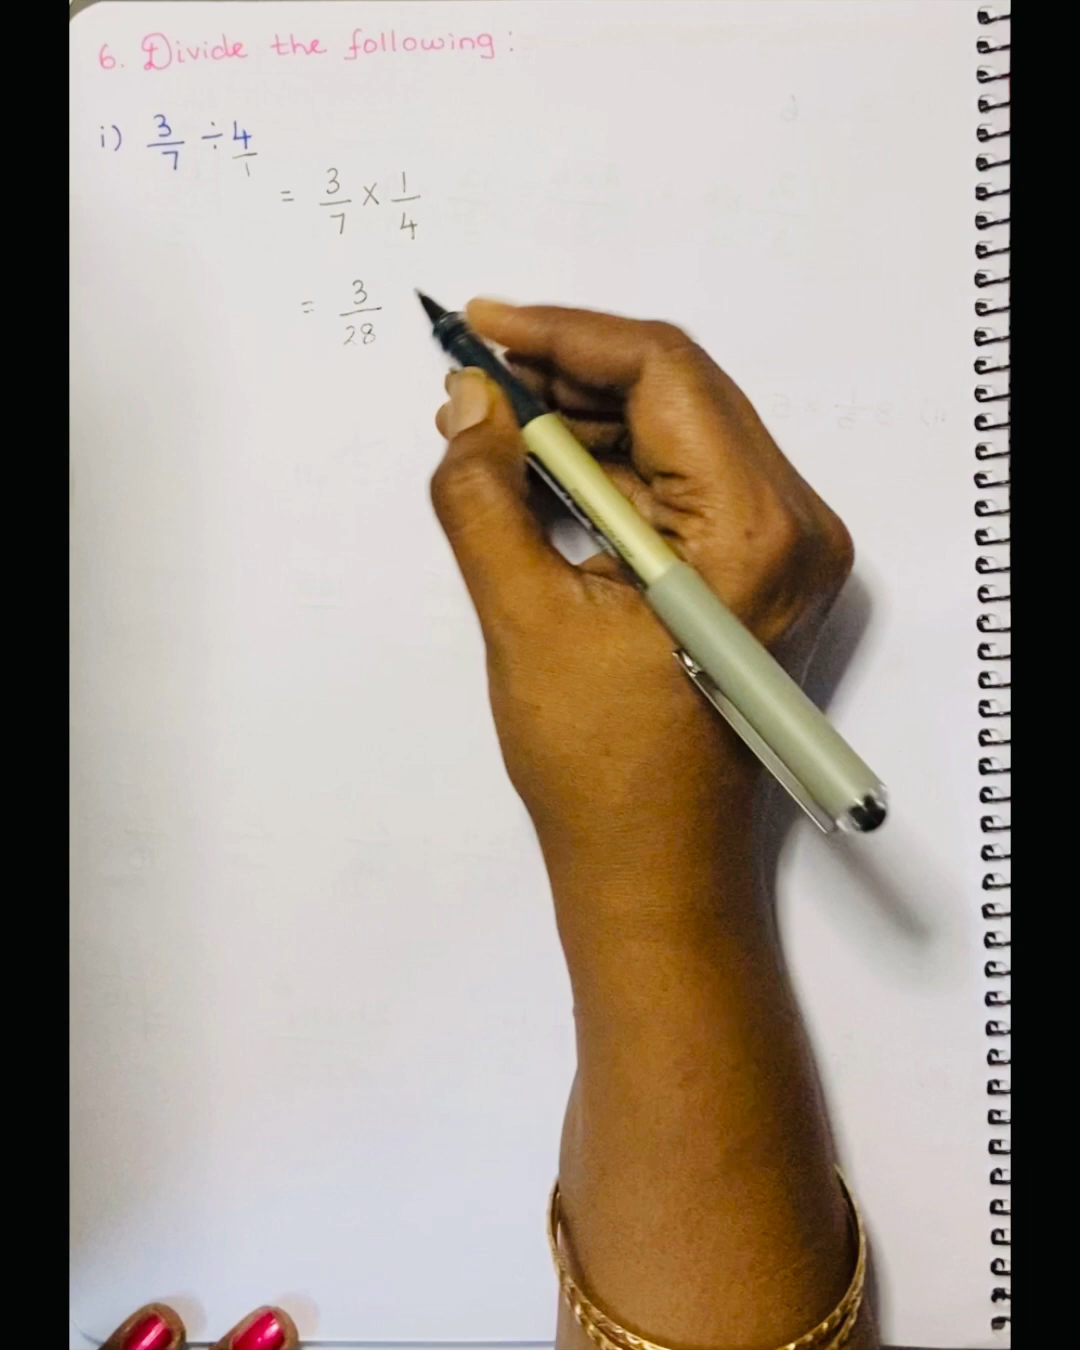 6. Divide the following:
i) 3/7 ÷ 4/1
= 3/7 × 1/4
= 3/28